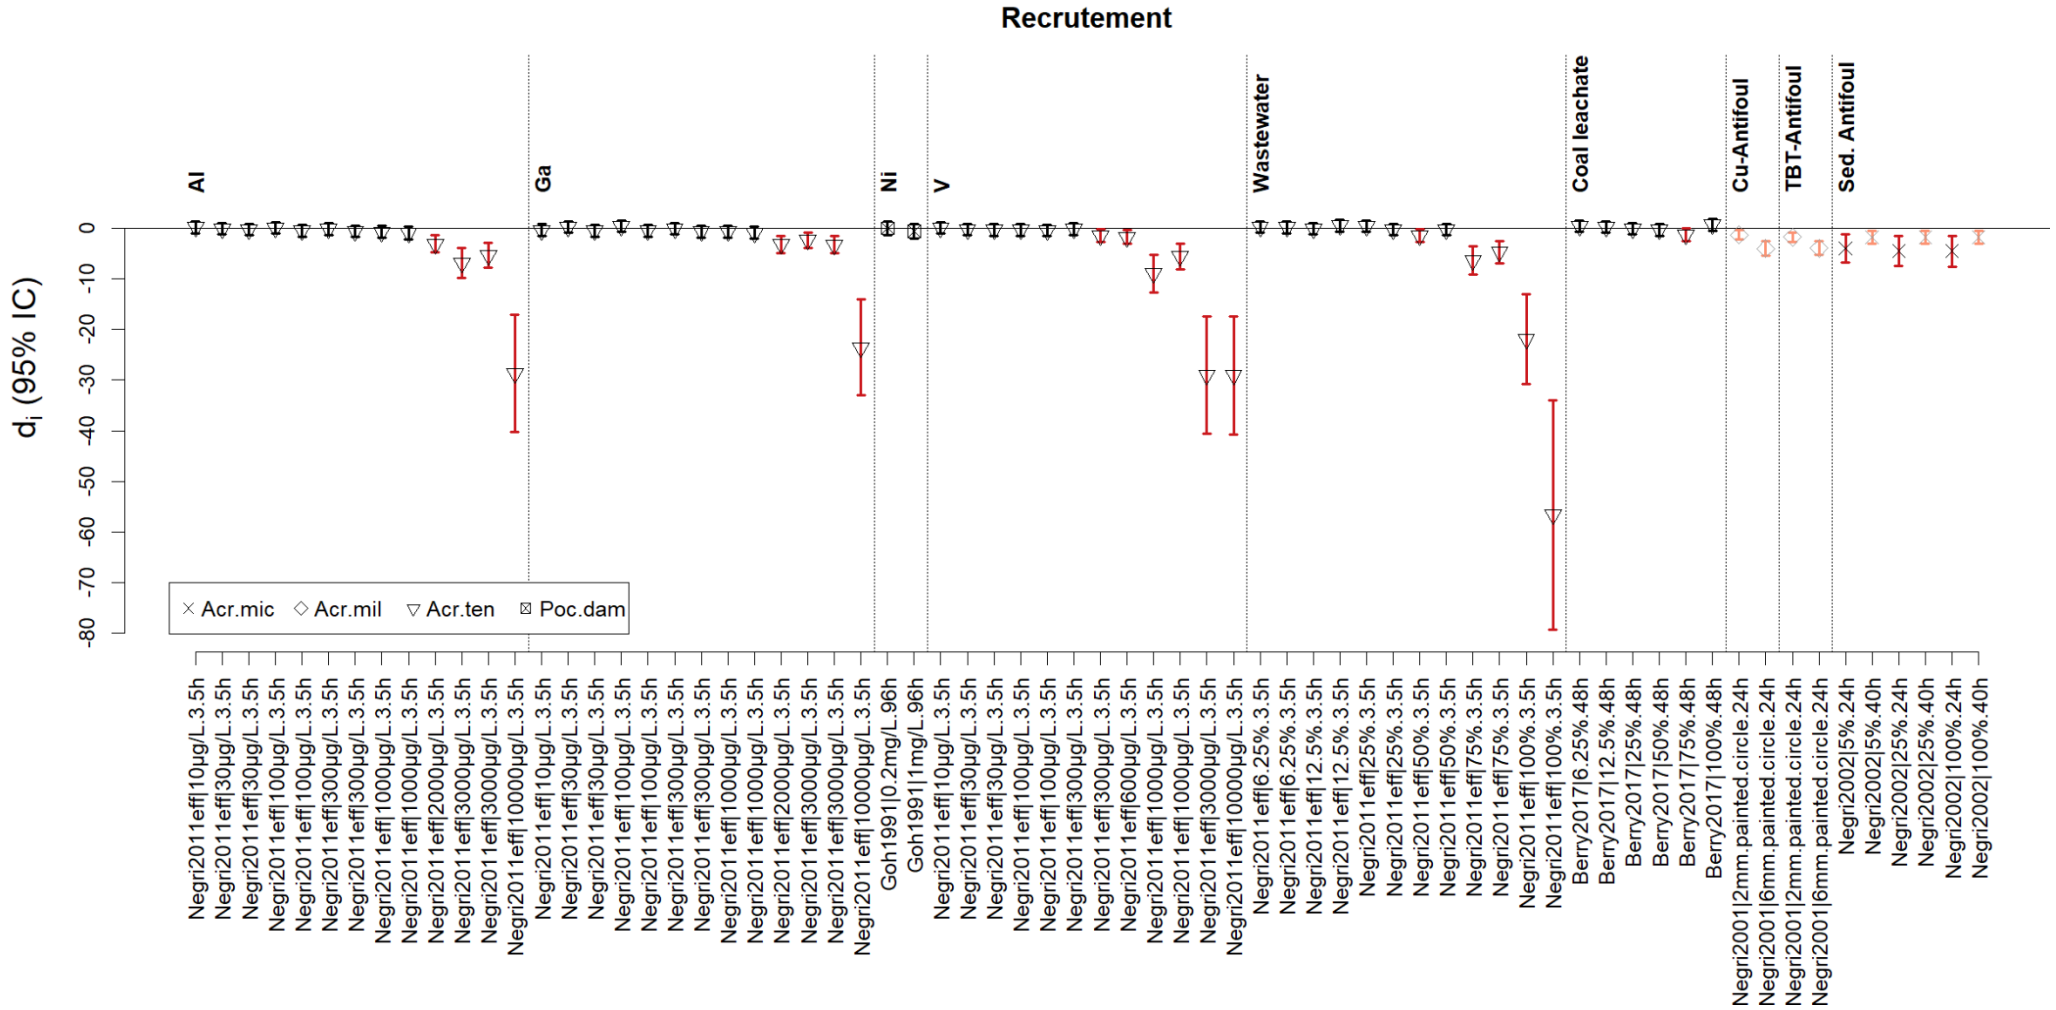 Recrutement
Al
Ga
Ni
V
Wastewater
Coal leachate
Cu-Antifoul
TBT-Antifoul
Sed. Antifoul
di (95% IC)
0
-10
-20
-30
-40
-50
-60
-70
-80
Acr.mic Acr.mil Acr.ten Poc.dam
Negri2011eff|10µg/L.3.5h
Negri2011eff|30µg/L.3.5h
Negri2011eff|30µg/L.3.5h
Negri2011eff|100µg/L.3.5h
Negri2011eff|100µg/L.3.5h
Negri2011eff|300µg/L.3.5h
Negri2011eff|300µg/L.3.5h
Negri2011eff|1000µg/L.3.5h
Negri2011eff|1000µg/L.3.5h
Negri2011eff|2000µg/L.3.5h
Negri2011eff|3000µg/L.3.5h
Negri2011eff|3000µg/L.3.5h
Negri2011eff|10000µg/L.3.5h
Negri2011eff|10µg/L.3.5h
Negri2011eff|30µg/L.3.5h
Negri2011eff|30µg/L.3.5h
Negri2011eff|100µg/L.3.5h
Negri2011eff|100µg/L.3.5h
Negri2011eff|300µg/L.3.5h
Negri2011eff|300µg/L.3.5h
Negri2011eff|1000µg/L.3.5h
Negri2011eff|1000µg/L.3.5h
Negri2011eff|2000µg/L.3.5h
Negri2011eff|3000µg/L.3.5h
Negri2011eff|3000µg/L.3.5h
Negri2011eff|10000µg/L.3.5h
Goh1991|0.2mg/L.96h
Goh1991|1mg/L.96h
Negri2011eff|10µg/L.3.5h
Negri2011eff|30µg/L.3.5h
Negri2011eff|30µg/L.3.5h
Negri2011eff|100µg/L.3.5h
Negri2011eff|100µg/L.3.5h
Negri2011eff|300µg/L.3.5h
Negri2011eff|300µg/L.3.5h
Negri2011eff|600µg/L.3.5h
Negri2011eff|1000µg/L.3.5h
Negri2011eff|1000µg/L.3.5h
Negri2011eff|3000µg/L.3.5h
Negri2011eff|10000µg/L.3.5h
Negri2011eff|6.25%.3.5h
Negri2011eff|6.25%.3.5h
Negri2011eff|12.5%.3.5h
Negri2011eff|12.5%.3.5h
Negri2011eff|25%.3.5h
Negri2011eff|25%.3.5h
Negri2011eff|50%.3.5h
Negri2011eff|50%.3.5h
Negri2011eff|75%.3.5h
Negri2011eff|75%.3.5h
Negri2011eff|100%.3.5h
Negri2011eff|100%.3.5h
Berry2017|6.25%.48h
Berry2017|12.5%.48h
Berry2017|25%.48h
Berry2017|50%.48h
Berry2017|75%.48h
Berry2017|100%.48h
Negri2001|2mm.painted.circle.24h
Negri2001|6mm.painted.circle.24h
Negri2001|2mm.painted.circle.24h
Negri2001|6mm.painted.circle.24h
Negri2002|5%.24h
Negri2002|5%.40h
Negri2002|25%.24h
Negri2002|25%.40h
Negri2002|100%.24h
Negri2002|100%.40h